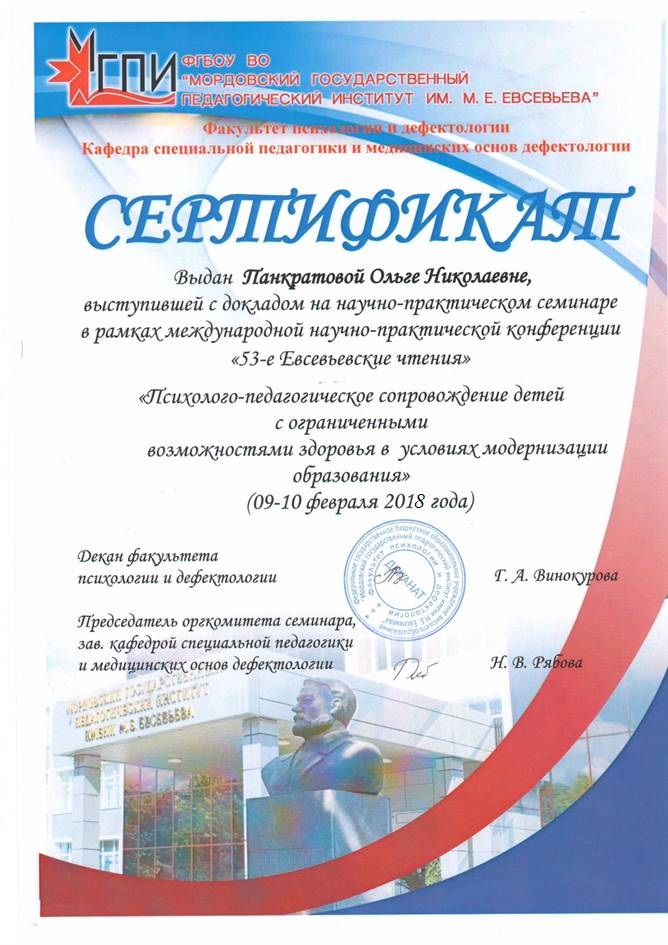 МГПИ
ФГБОУ ВО
"МОРДОВСКИЙ ГОСУДАРСТВЕННЫЙ
ПЕДАГОГИЧЕСКИЙ ИНСТИТУТ ИМ. М. Е. ЕВСЕВЬЕВА"
Факультет психологии и дефектологии
Кафедра специальной педагогики и медицинских основ дефектологии
СЕРТИФИКАТ
Выдан Панкратовой Ольге Николаевне,
выступившей с докладом на научно-практическом семинаре
в рамках международной научно-практической конференции
«53-е Евсевьевские чтения»
«Психолого-педагогическое сопровождение детей
с ограниченными
возможностями здоровья в условиях модернизации
образования»
(09-10 февраля 2018 года)
Декан факультета
психологии и дефектологии
Г. А. Винокурова
ДЕКАНАТ
факультет психологии и дефектологии
Председатель оргкомитета семинара,
зав. кафедрой специальной педагогики
и медицинских основ дефектологии
Н. В. Рябова
ПЕДАГОГИЧЕСКИЙ ИНСТИТУТ
ИМЕНИ М.Е. ЕВСЕВЬЕВА